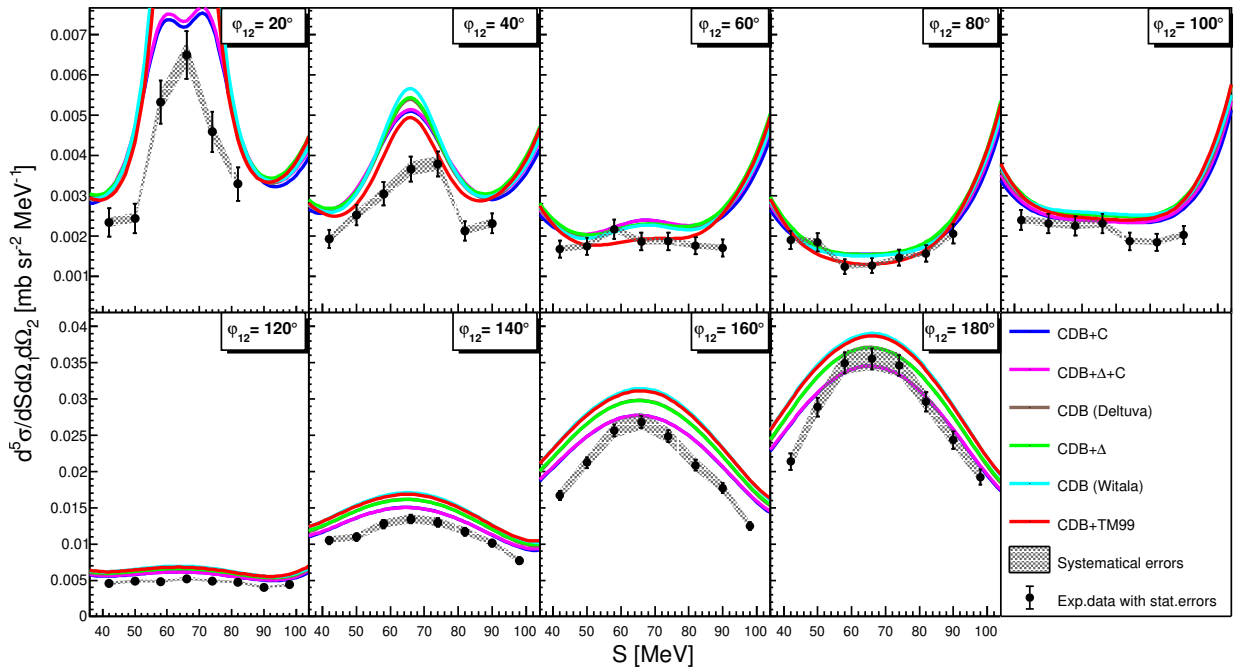 φ12= 20°
φ12= 40°
φ12= 60°
φ12= 80°
φ12= 100°
0.007
0.006
0.005
0.004
0.003
0.002
0.001
d⁵σ/dSdΩ₁dΩ₂ [mb sr⁻² MeV⁻¹]
φ12= 120°
φ12= 140°
φ12= 160°
φ12= 180°
0.04
0.035
0.03
0.025
0.02
0.015
0.01
0.005
0
CDB+C
CDB+Δ+C
CDB (Deltuva)
CDB+Δ
CDB (Witala)
CDB+TM99
Systematical errors
Exp.data with stat.errors
40 50 60 70 80 90 100 40 50 60 70 80 90 100 40 50 60 70 80 90 100 40 50 60 70 80 90 100
S [MeV]